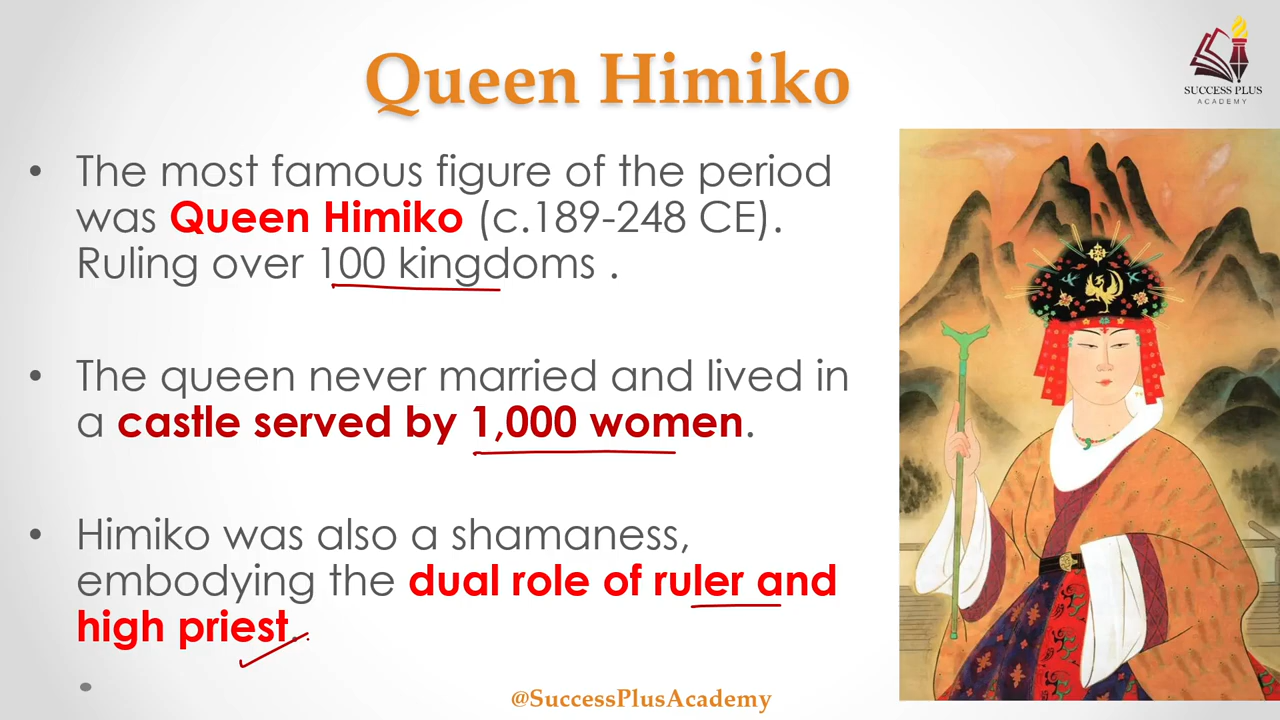 Queen Himiko
SUCCESS PLUS
ACADEMY
• The most famous figure of the period
was Queen Himiko (c.189-248 CE).
Ruling over 100 kingdoms .
• The queen never married and lived in
a castle served by 1,000 women.
• Himiko was also a shamaness,
embodying the dual role of ruler and
high priest.
•
@SuccessPlusAcademy